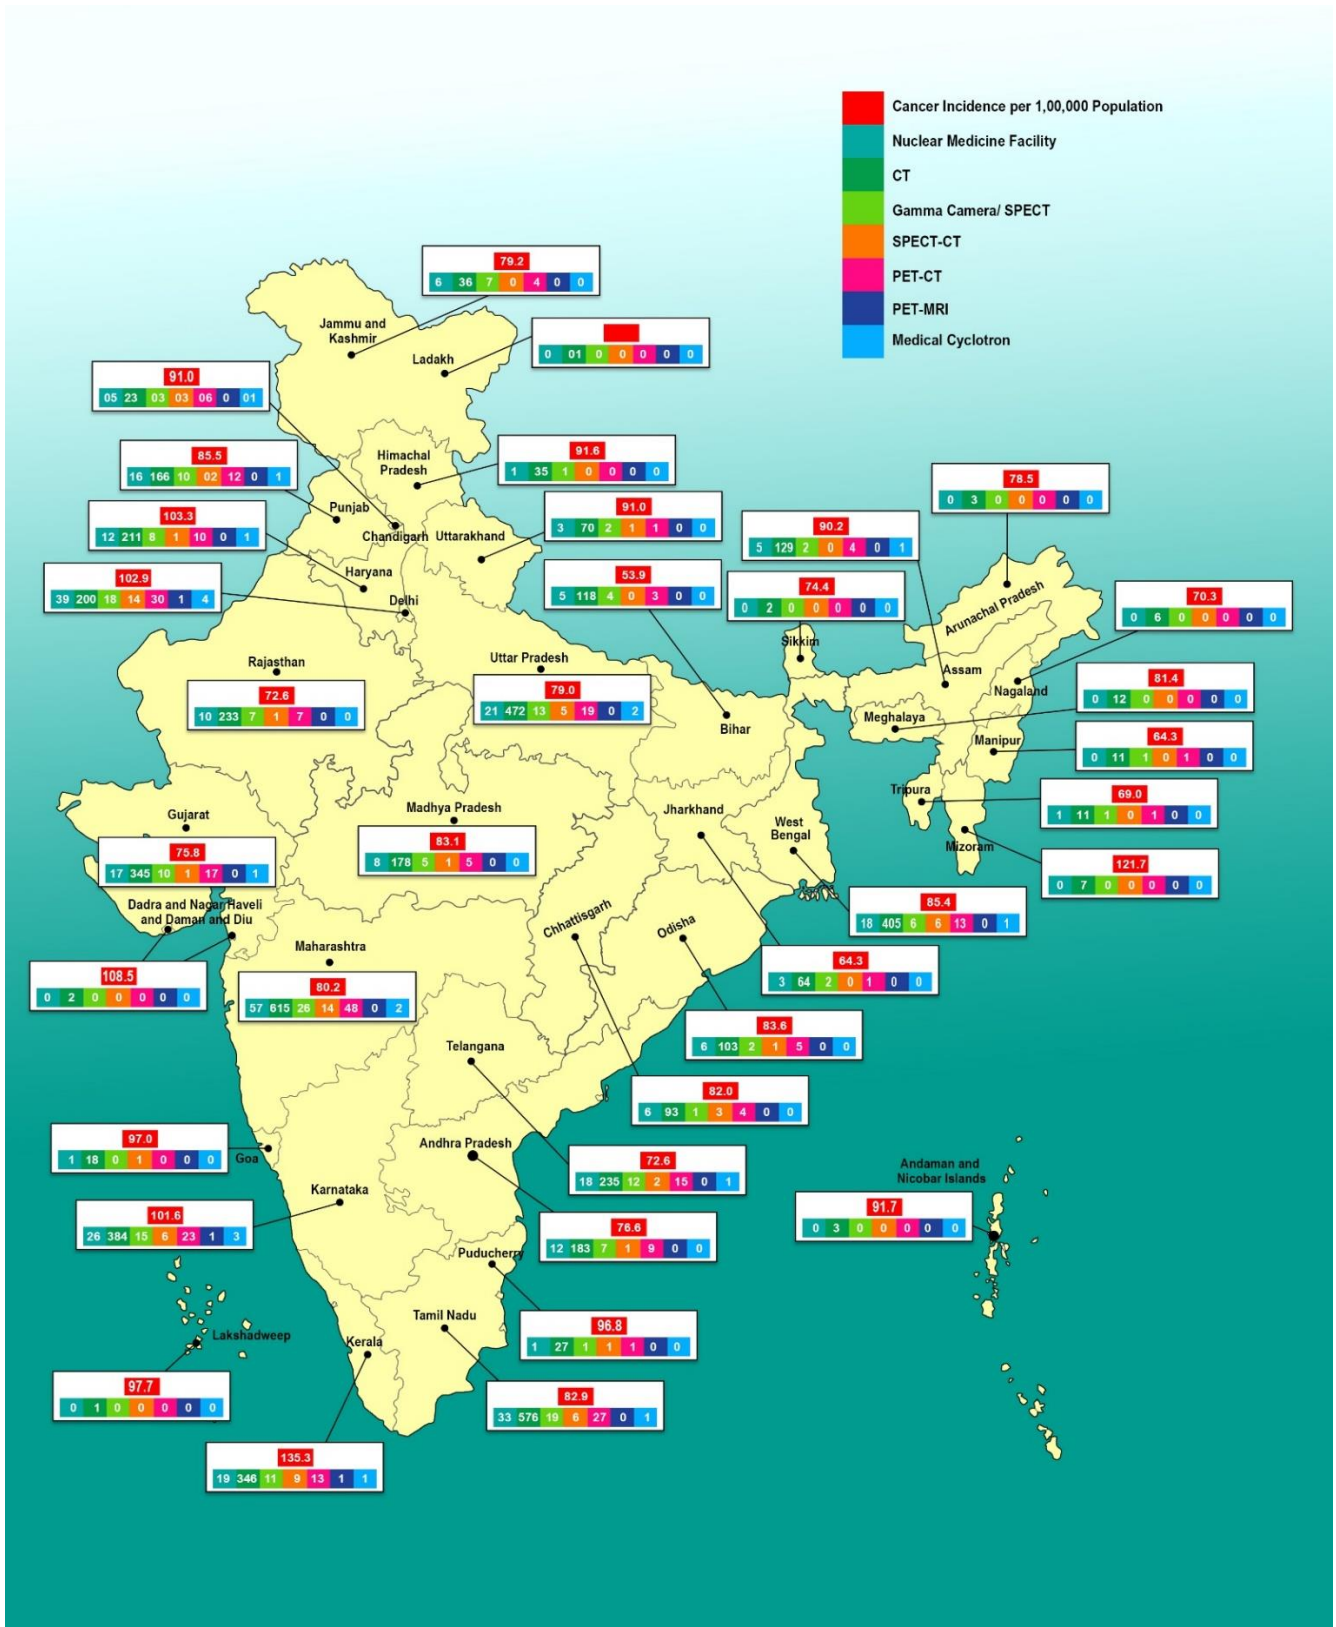 Cancer Incidence per 1,00,000 Population
Nuclear Medicine Facility
CT
Gamma Camera/ SPECT
SPECT-CT
PET-CT
PET-MRI
Medical Cyclotron
79.2
6 36 7 0 4 0 0
Jammu and
Kashmir
Ladakh
0 01 0 0 0 0 0
91.0
05 23 03 03 06 0 01
85.5
16 166 10 02 12 0 1
Himachal
Pradesh
91.6
1 35 1 0 0 0 0
78.5
0 3 0 0 0 0 0
Punjab
Chandigarh
Uttarakhand
91.0
3 70 2 1 1 0 0
90.2
5 129 2 0 4 0 1
103.3
12 211 8 1 10 0 1
Haryana
102.9
39 200 18 14 30 1 4
Delhi
53.9
5 118 4 0 3 0 0
74.4
0 2 0 0 0 0 0
Arunachal Pradesh
70.3
0 6 0 0 0 0 0
Sikkim
Rajasthan
72.6
10 233 7 1 7 0 0
Uttar Pradesh
79.0
21 472 13 5 19 0 2
Assam
Nagaland
81.4
0 12 0 0 0 0 0
Bihar
Meghalaya
Manipur
64.3
0 11 1 0 1 0 0
Tripura
69.0
1 11 1 0 1 0 0
Mizoram
121.7
0 7 0 0 0 0 0
Gujarat
75.8
17 345 10 1 17 0 1
Madhya Pradesh
83.1
8 178 5 1 5 0 0
Jharkhand
West
Bengal
85.4
18 405 6 6 13 0 1
Dadra and Nagar Haveli
and Daman and Diu
108.5
0 2 0 0 0 0 0
Maharashtra
80.2
57 615 26 14 48 0 2
Chhattisgarh
Odisha
64.3
3 64 2 0 1 0 0
83.6
6 103 2 1 5 0 0
Telangana
82.0
6 93 1 3 4 0 0
97.0
1 18 0 1 0 0 0
Goa
Andhra Pradesh
72.6
18 235 12 2 15 0 1
Andaman and
Nicobar Islands
91.7
0 3 0 0 0 0 0
Karnataka
101.6
26 384 15 6 23 1 3
76.6
12 183 7 1 9 0 0
Puducherry
96.8
1 27 1 1 1 0 0
Tamil Nadu
Lakshadweep
Kerala
97.7
0 1 0 0 0 0 0
82.9
33 576 19 6 27 0 1
135.3
19 346 11 9 13 1 1